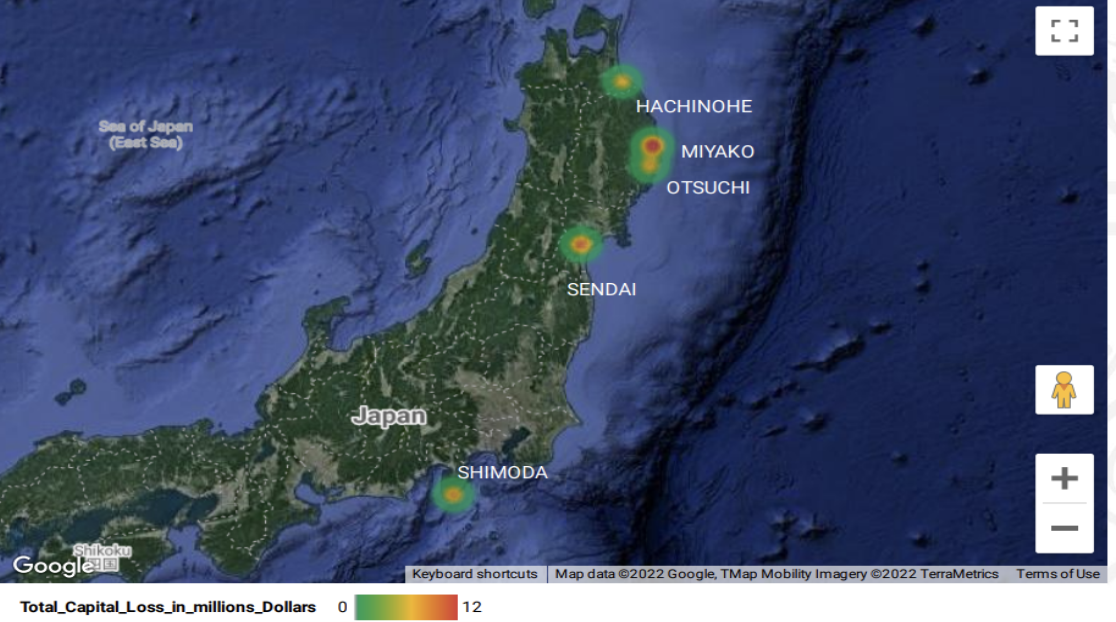 HACHINOHE
Sea of Japan
(East Sea)
MIYAKO
OTSUCHI
SENDAI
Japan
SHIMODA
Shikoku
Google
Keyboard shortcuts
Map data ©2022 Google, TMap Mobility Imagery ©2022 TerraMetrics
Terms of Use
Total_Capital_Loss_in_millions_Dollars 0 12